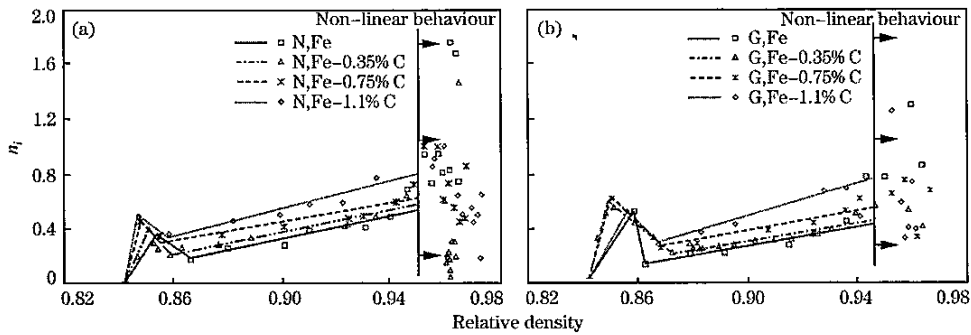 Non-linear behaviour
2.0
(a)
N,Fe
N,Fe-0.35% C
N,Fe-0.75% C
N,Fe-1.1% C
1.6
1.2
0.8
0.4
0
n_i
0.82
0.86
0.90
0.94
0.98
Non-linear behaviour
(b)
G,Fe
G,Fe-0.35% C
G,Fe-0.75% C
G,Fe-1.1% C
0.82
0.86
0.90
0.94
0.98
Relative density